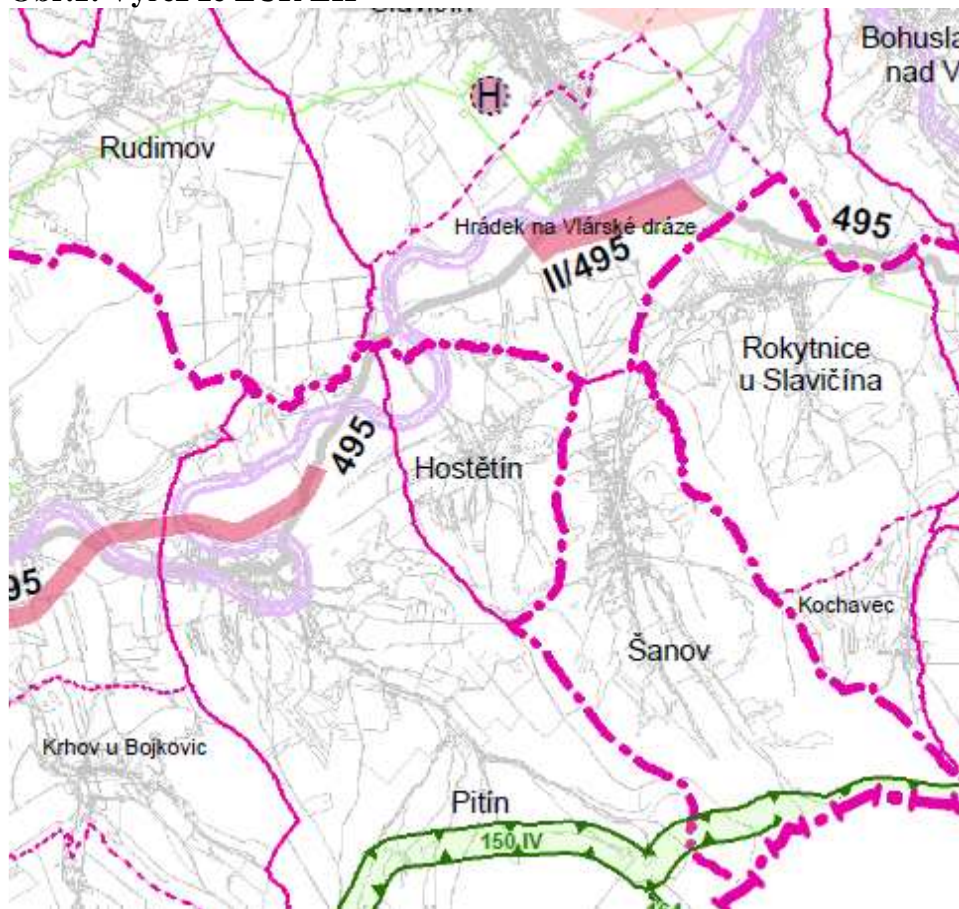 Bohusla
nad V
H
Rudimov
Hrádek na Vlárské dráze
II/495
495
Rokytnice
u Slavičína
495
Hostětín
95
Kochavec
Šanov
Krhov u Bojkovic
Pitín
150 IV